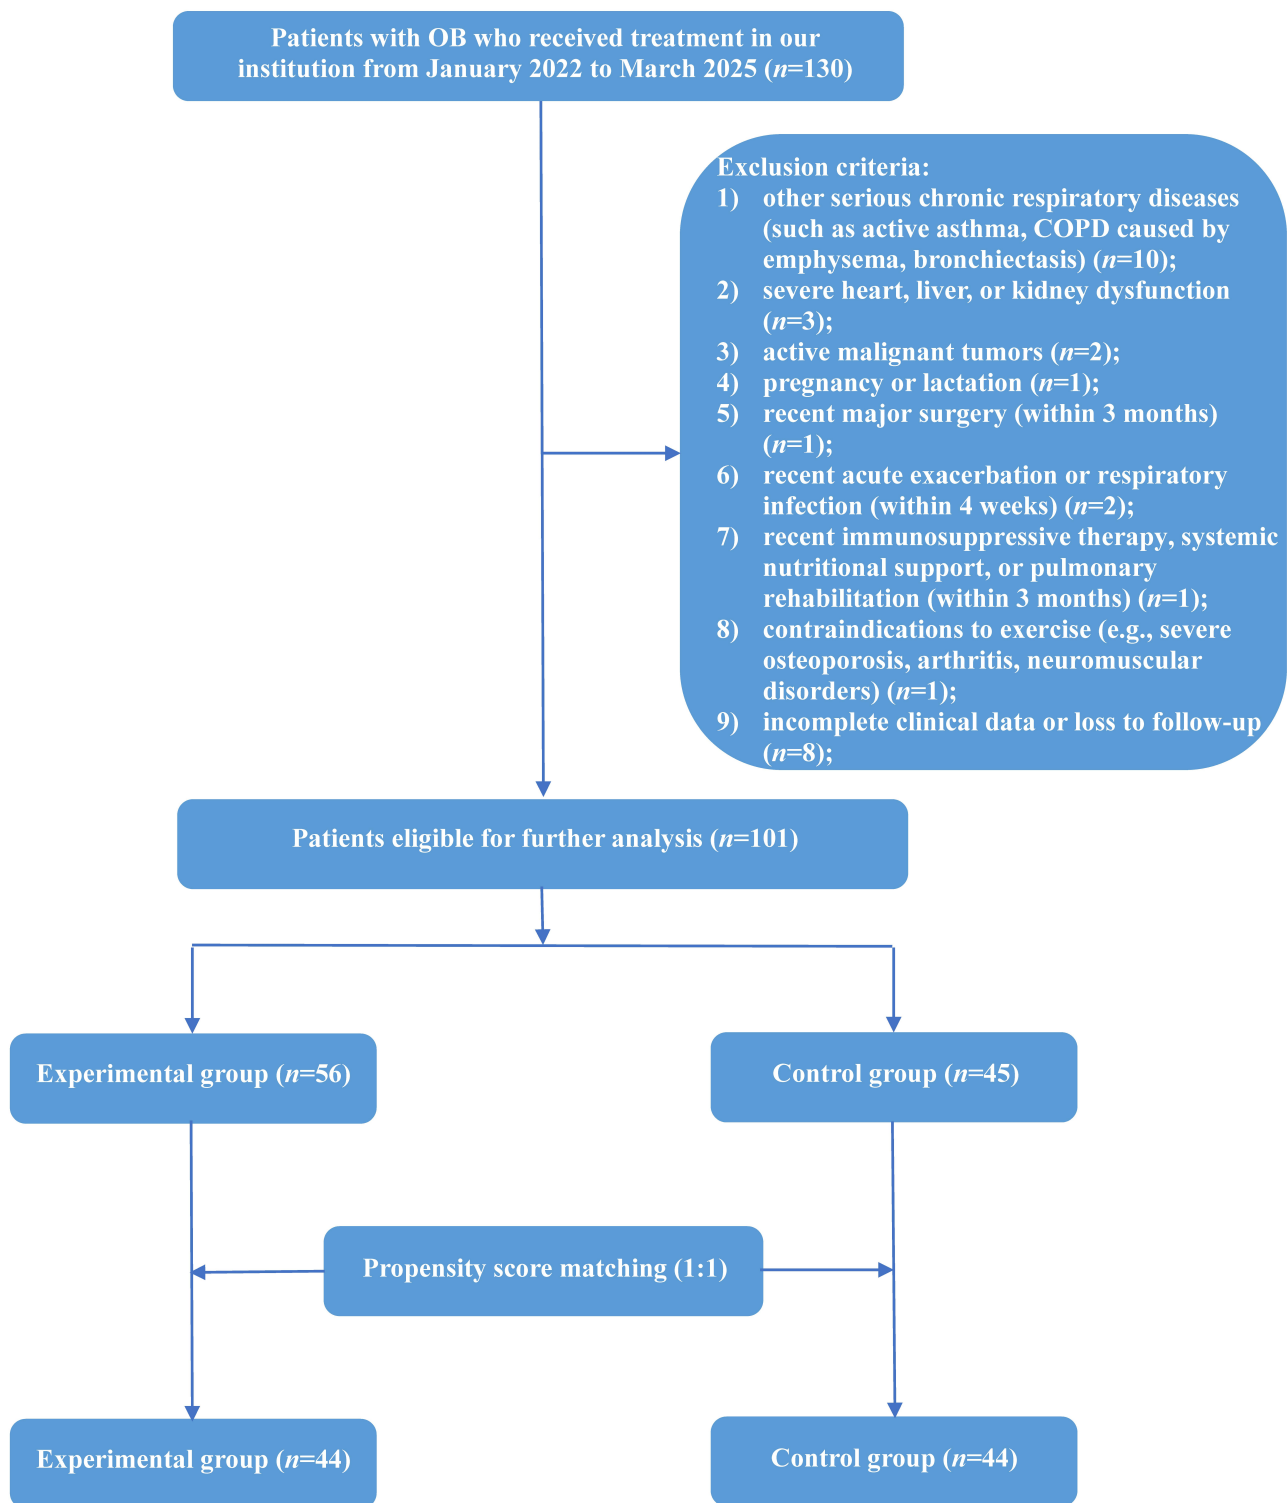 Patients with OB who received treatment in our
institution from January 2022 to March 2025 (n=130)
Exclusion criteria:
1) other serious chronic respiratory diseases
(such as active asthma, COPD caused by
emphysema, bronchiectasis) (n=10);
2) severe heart, liver, or kidney dysfunction
(n=3);
3) active malignant tumors (n=2);
4) pregnancy or lactation (n=1);
5) recent major surgery (within 3 months)
(n=1);
6) recent acute exacerbation or respiratory
infection (within 4 weeks) (n=2);
7) recent immunosuppressive therapy, systemic
nutritional support, or pulmonary
rehabilitation (within 3 months) (n=1);
8) contraindications to exercise (e.g., severe
osteoporosis, arthritis, neuromuscular
disorders) (n=1);
9) incomplete clinical data or loss to follow-up
(n=8);
Patients eligible for further analysis (n=101)
Experimental group (n=56)
Control group (n=45)
Propensity score matching (1:1)
Experimental group (n=44)
Control group (n=44)